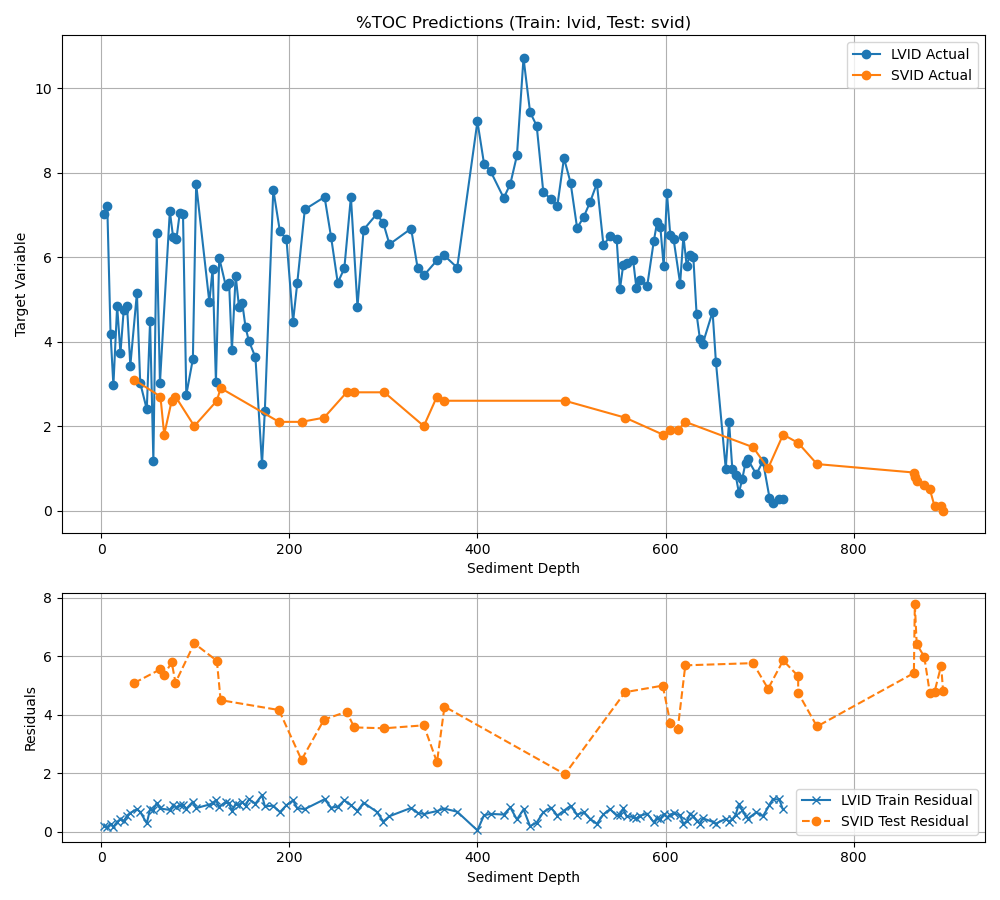 %TOC Predictions (Train: lvid, Test: svid)
LVID Actual
SVID Actual
Target Variable
10
8
6
4
2
0
0 200 400 600 800
Sediment Depth
Residuals
8
6
4
2
0
LVID Train Residual
SVID Test Residual
0 200 400 600 800
Sediment Depth